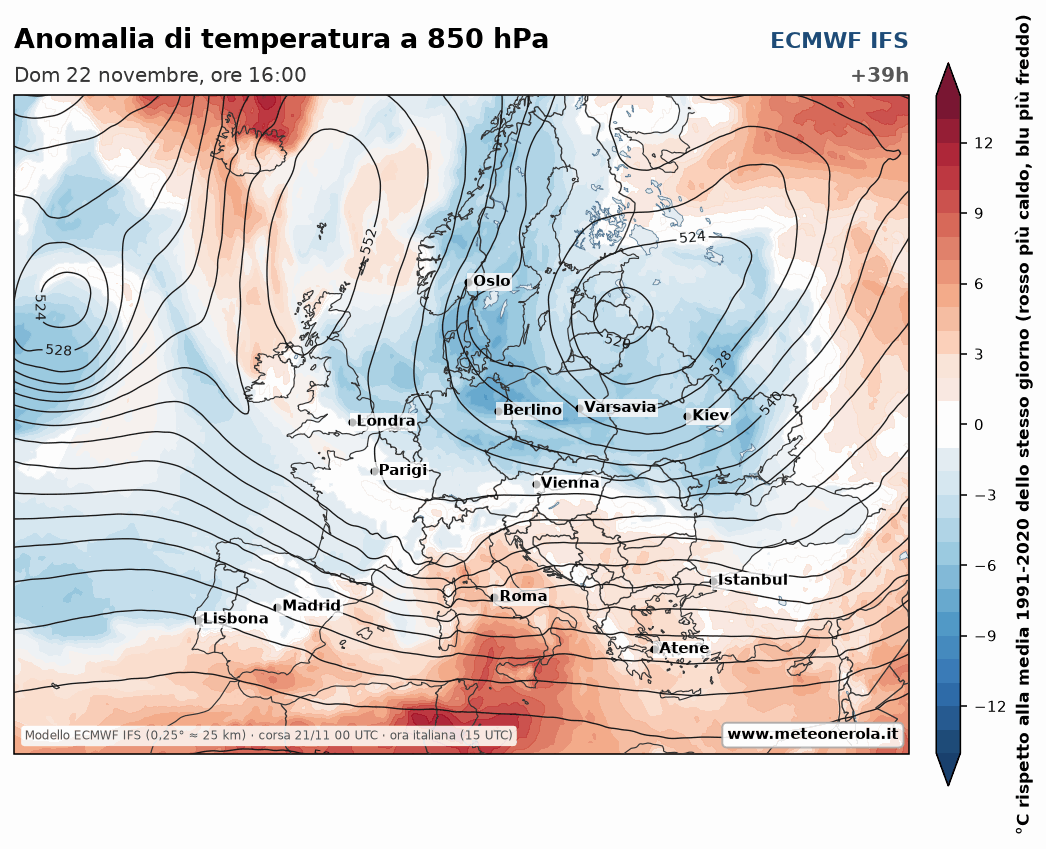 Anomalia di temperatura a 850 hPa
ECMWF IFS
Dom 22 novembre, ore 16:00
+39h
552
524
Oslo
524
520
528
528
540
Berlino
Varsavia
Kiev
Londra
Parigi
Vienna
Istanbul
Roma
Madrid
Lisbona
Atene
Modello ECMWF IFS (0,25° ≈ 25 km) · corsa 21/11 00 UTC · ora italiana (15 UTC)
www.meteonerola.it
12
9
6
3
0
−3
−6
−9
−12
°C rispetto alla media 1991-2020 dello stesso giorno (rosso più caldo, blu più freddo)